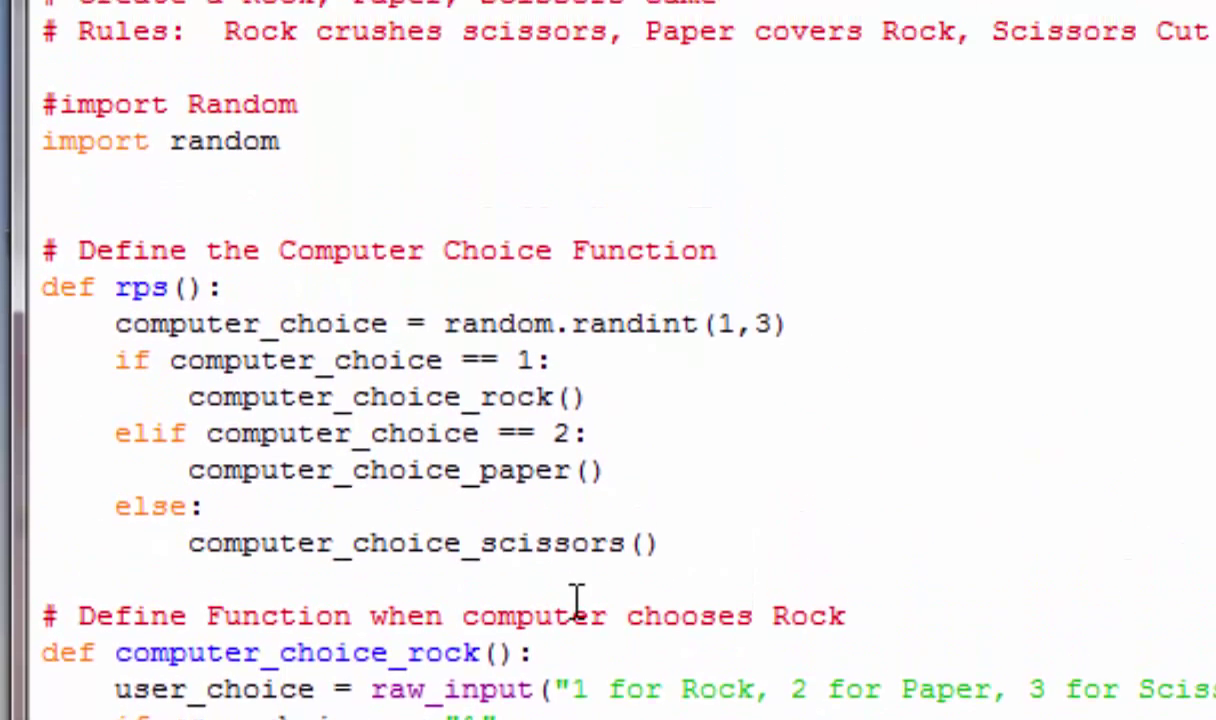 # Create a Rock, Paper, Scissors Game
# Rules:  Rock crushes scissors, Paper covers Rock, Scissors Cut
#import Random
import random
# Define the Computer Choice Function
def rps():
    computer_choice = random.randint(1,3)
    if computer_choice == 1:
        computer_choice_rock()
    elif computer_choice == 2:
        computer_choice_paper()
    else:
        computer_choice_scissors()
# Define Function when computer chooses Rock
def computer_choice_rock():
    user_choice = raw_input("1 for Rock, 2 for Paper, 3 for